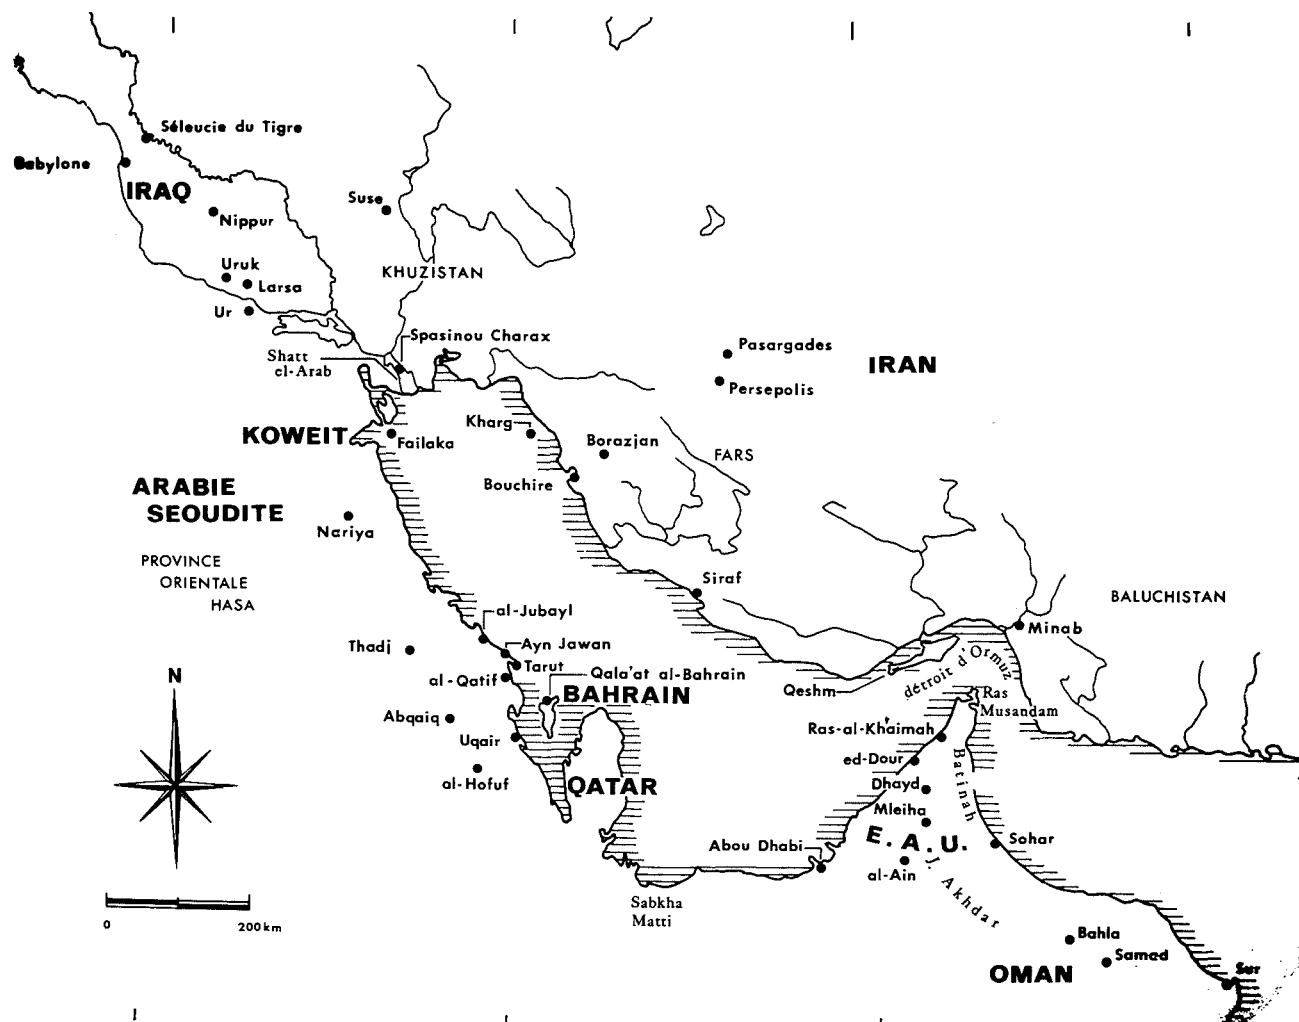 Séleucie du Tigre
Babylone
IRAQ
Suse
Nippur
Uruk
Larsa
KHUZISTAN
Ur
Spasinou Charax
Shatt
el-Arab
Pasargades
IRAN
Persepolis
Kharg
KOWEIT
Failaka
Borazjan
FARS
Bouchire
ARABIE
SEOUDITE
Nariya
PROVINCE
ORIENTALE
HASA
Siraf
BALUCHISTAN
al-Jubayl
Minab
Thadj
Ayn Jawan
Tarut
al-Qatif
Qala'at al-Bahrain
détroit d'Ormuz
Qeshm
BAHRAIN
Ras
Musandam
N
Abqaiq
Uqair
Ras-al-Khaimah
ed-Dour
Batinah
al-Hofuf
QATAR
Dhayd
Mleiha
E.A.U.
Sohar
Abou Dhabi
al-Ain
J. Akhdar
Sabkha
Matti
0 200km
Bahla
Samad
OMAN
Sur